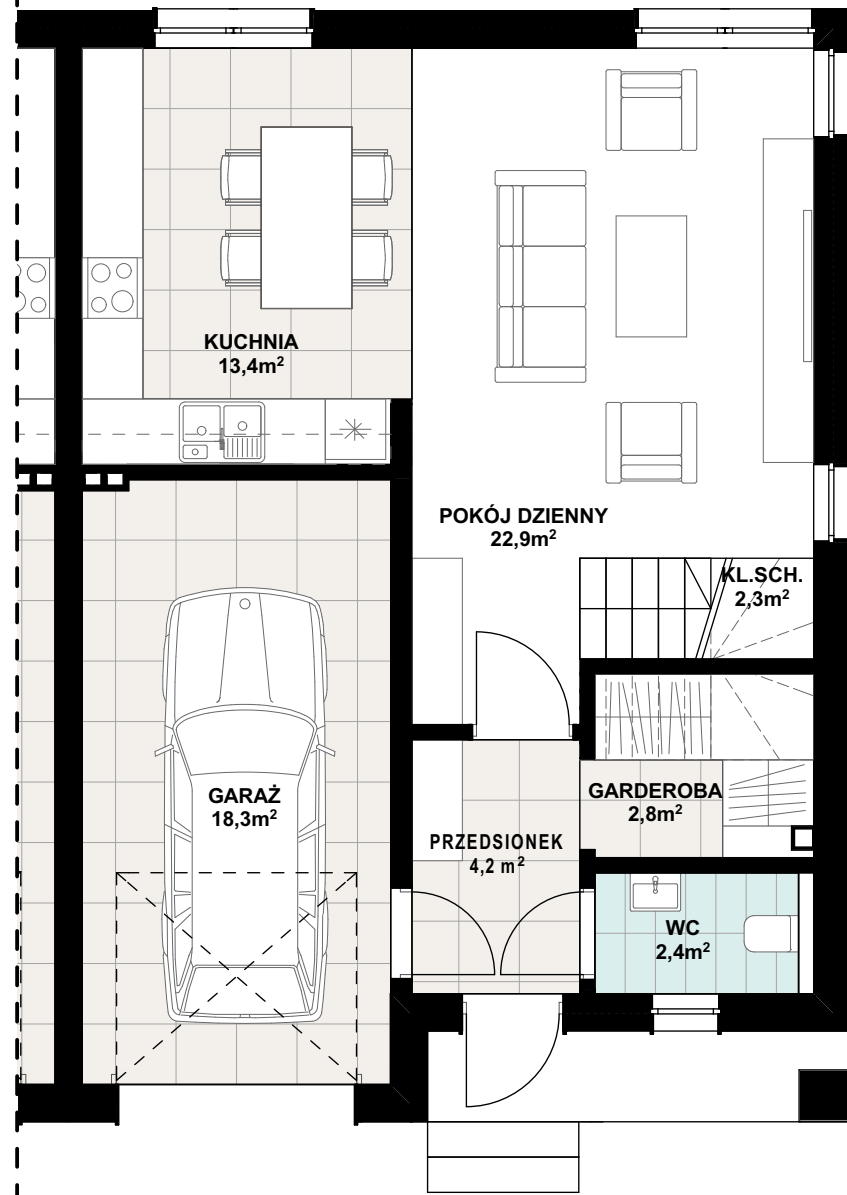 KUCHNIA
13,4m²
POKÓJ DZIENNY
22,9m²
KL.SCH.
2,3m²
GARAŻ
18,3m²
GARDEROBA
2,8m²
PRZEDSIONEK
4,2 m²
WC
2,4m²